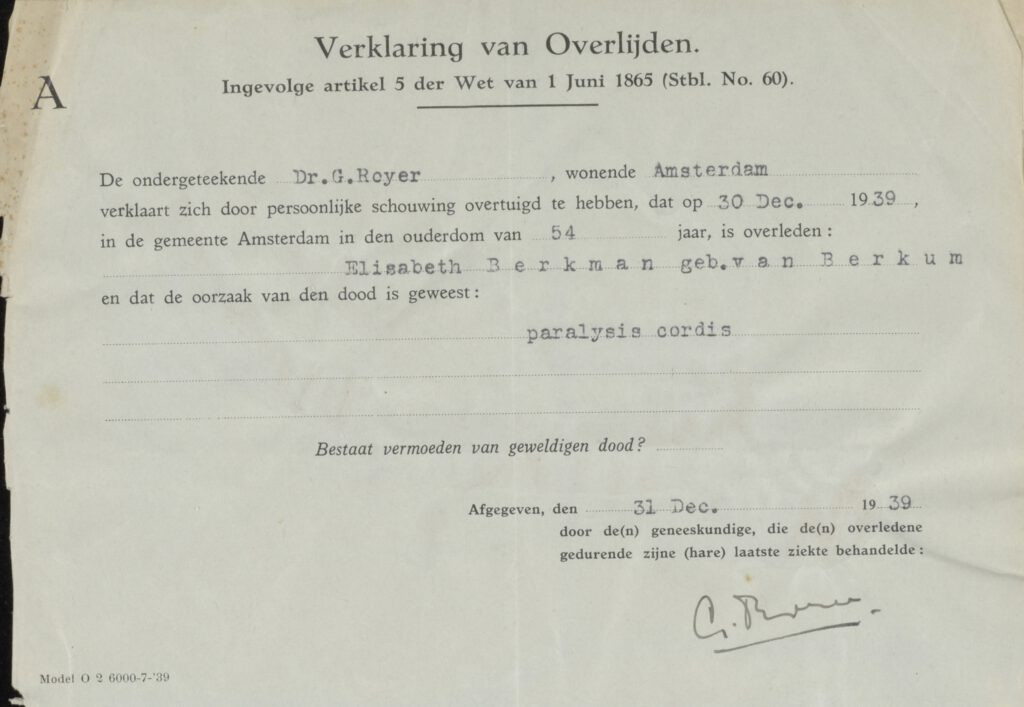 Verklaring van Overlijden.
Ingevolge artikel 5 der Wet van 1 Juni 1865 (Stbl. No. 60).
A
De ondergeteekende Dr.G.Royer, wonende Amsterdam
verklaart zich door persoonlijke schouwing overtuigd te hebben, dat op 30 Dec. 1939,
in de gemeente Amsterdam in den ouderdom van 54 jaar, is overleden:
Elisabeth Berkman geb.van Berkum
en dat de oorzaak van den dood is geweest:
paralysis cordis
Bestaat vermoeden van geweldigen dood?
Afgegeven, den 31 Dec. 1939
door de(n) geneeskundige, die de(n) overledene
gedurende zijne (hare) laatste ziekte behandelde:
G. Royer.
Model O 2 6000-7-'39